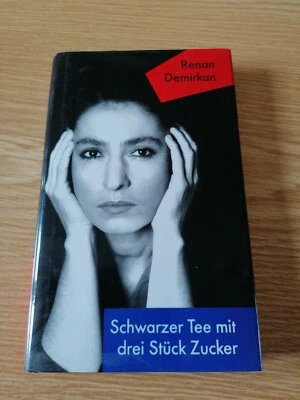 Renan
Demirkan
Schwarzer Tee mit
drei Stück Zucker